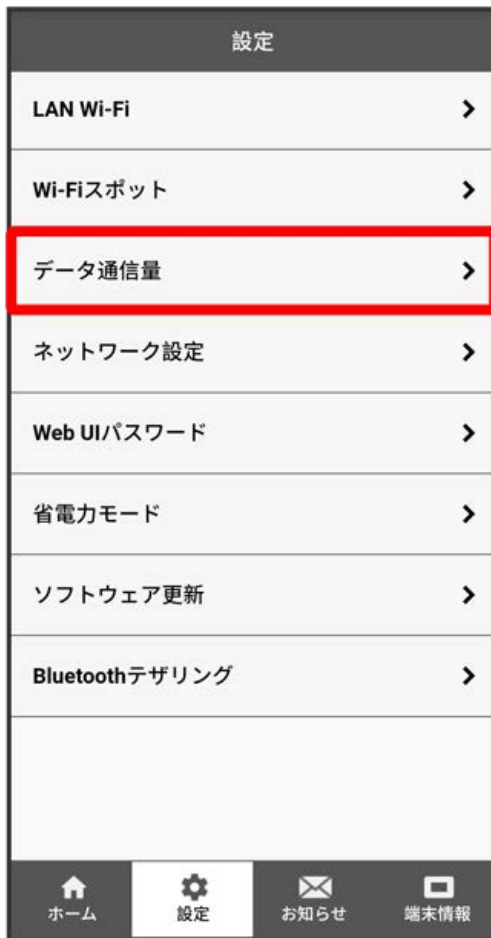 設定
LAN Wi-Fi
Wi-Fiスポット
データ通信量
ネットワーク設定
Web UIパスワード
省電力モード
ソフトウェア更新
Bluetoothテザリング
ホーム
設定
お知らせ
端末情報